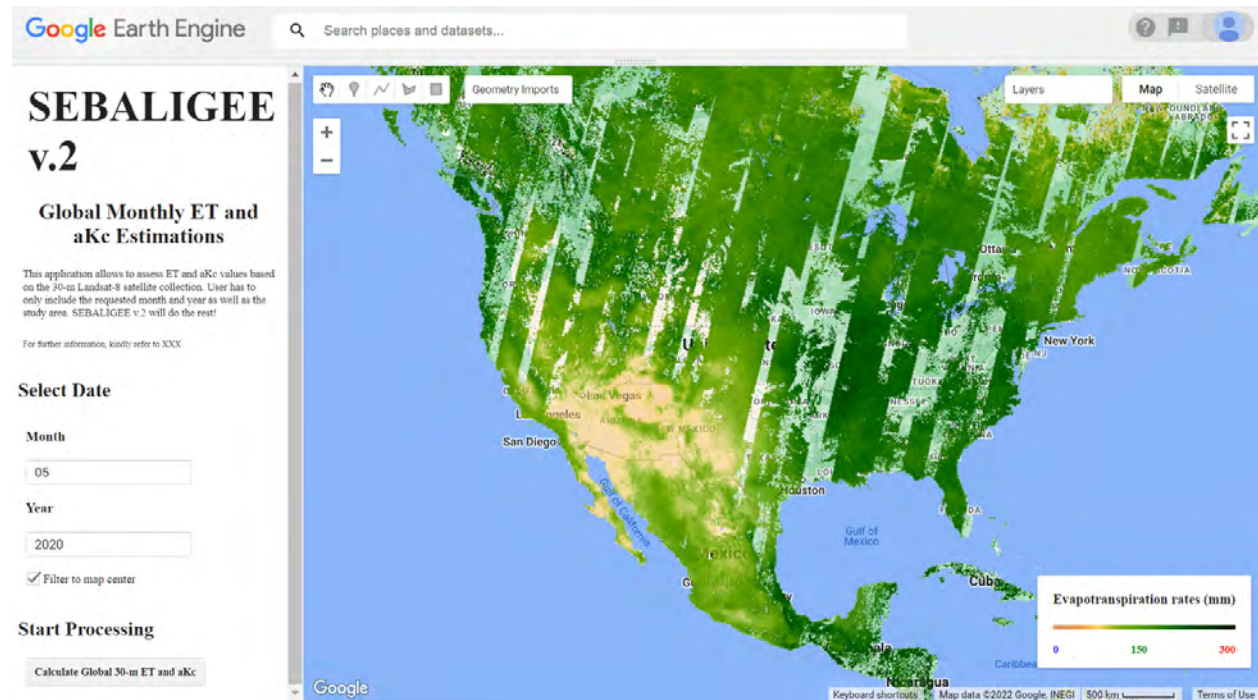 Google Earth Engine
Search places and datasets...
SEBALIGEE
v.2
Global Monthly ET and
aKc Estimations
This application allows to assess ET and aKc values based
on the 30-m Landsat-8 satellite collection. User has to
only include the requested month and year as well as the
study area. SEBALIGEE v.2 will do the rest!
For further information, kindly refer to XXX
Select Date
Month
05
Year
2020
Filter to map center
Start Processing
Calculate Global 30-m ET and aKc
Geometry Imports
Layers
Map
Satellite
+
−
Ottawa
NOVA SCOTIA
IOWA
New York
Las Vegas
San Diego
NEW MEXICO
Houston
Gulf of California
Gulf of
Mexico
Mexico
Cuba
Nicaragua
Evapotranspiration rates (mm)
0
150
300
Google
Keyboard shortcuts
Map data ©2022 Google, INEGI
500 km
Terms of Use